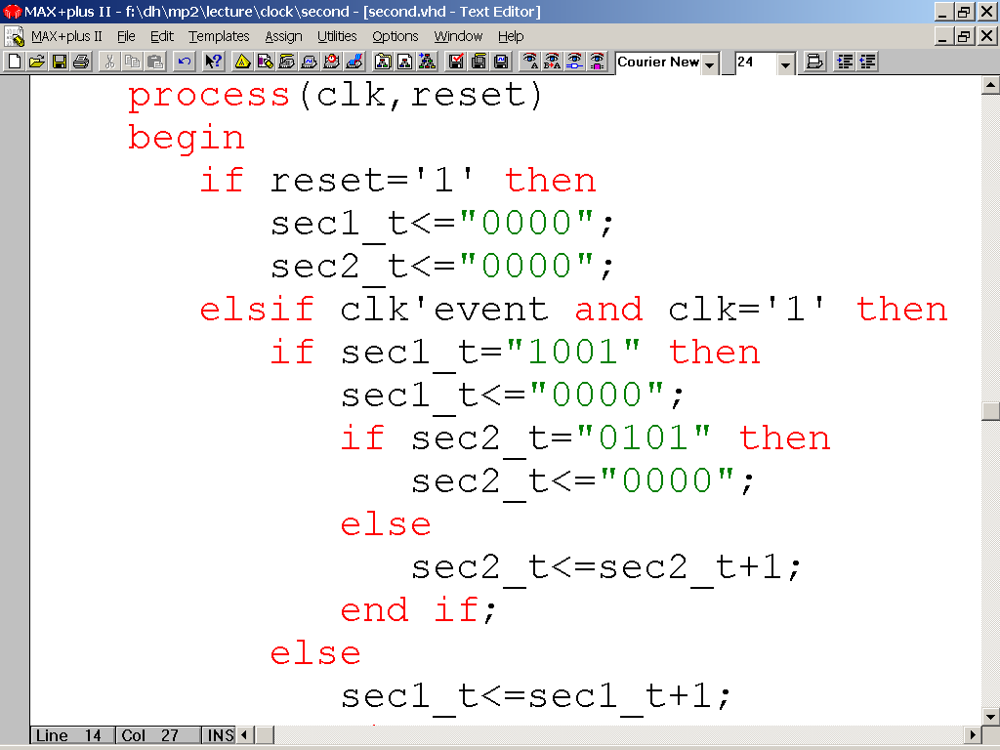 MAX+plus II - f:\dh\mp2\lecture\clock\second - [second.vhd - Text Editor]
MAX+plus II File Edit Templates Assign Utilities Options Window Help
Courier New 24
process(clk,reset)
begin
if reset='1' then
sec1_t<="0000";
sec2_t<="0000";
elsif clk'event and clk='1' then
if sec1_t="1001" then
sec1_t<="0000";
if sec2_t="0101" then
sec2_t<="0000";
else
sec2_t<=sec2_t+1;
end if;
else
sec1_t<=sec1_t+1;
Line 14 Col 27 INS